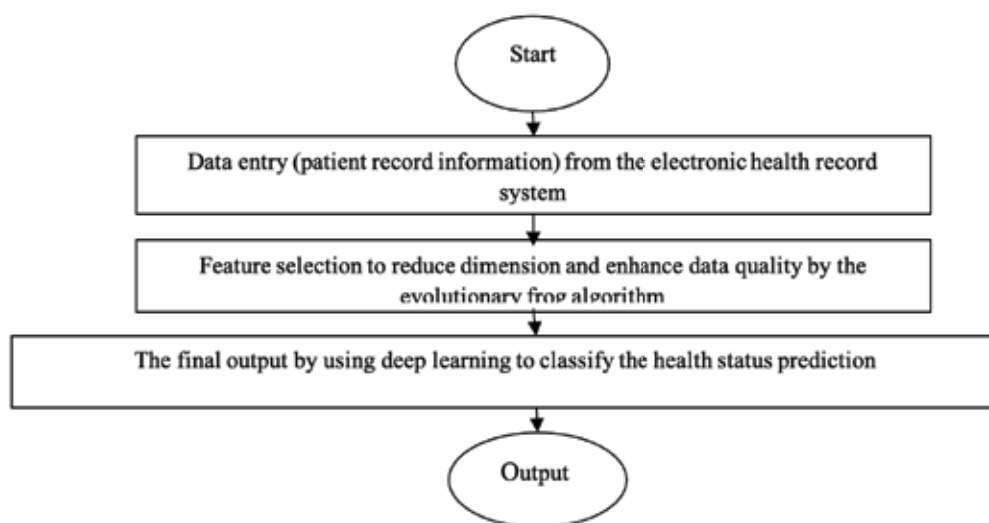 Start
Data entry (patient record information) from the electronic health record
system
Feature selection to reduce dimension and enhance data quality by the
evolutionary frog algorithm
The final output by using deep learning to classify the health status prediction
Output